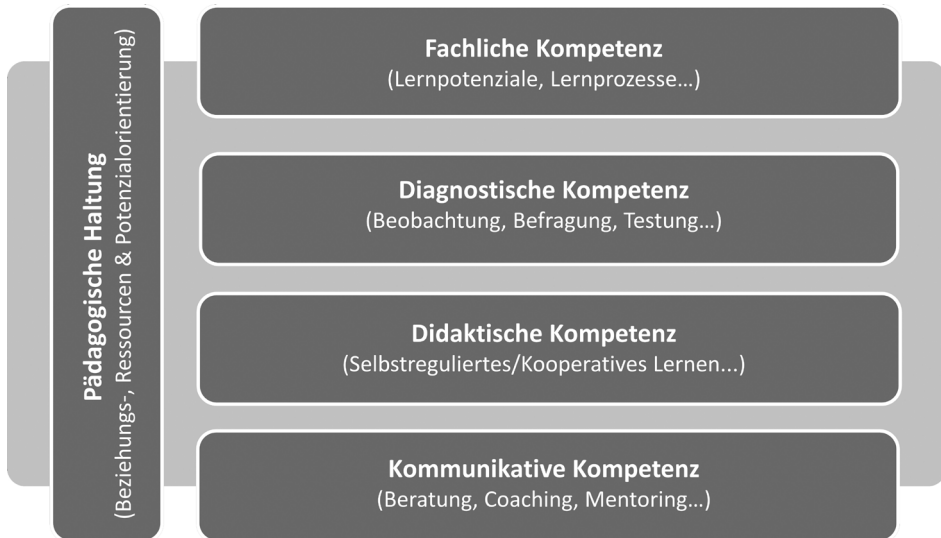 Pädagogische Haltung
(Beziehungs-, Ressourcen & Potenzialorientierung)
Fachliche Kompetenz
(Lernpotenziale, Lernprozesse…)
Diagnostische Kompetenz
(Beobachtung, Befragung, Testung…)
Didaktische Kompetenz
(Selbstreguliertes/Kooperatives Lernen...)
Kommunikative Kompetenz
(Beratung, Coaching, Mentoring…)